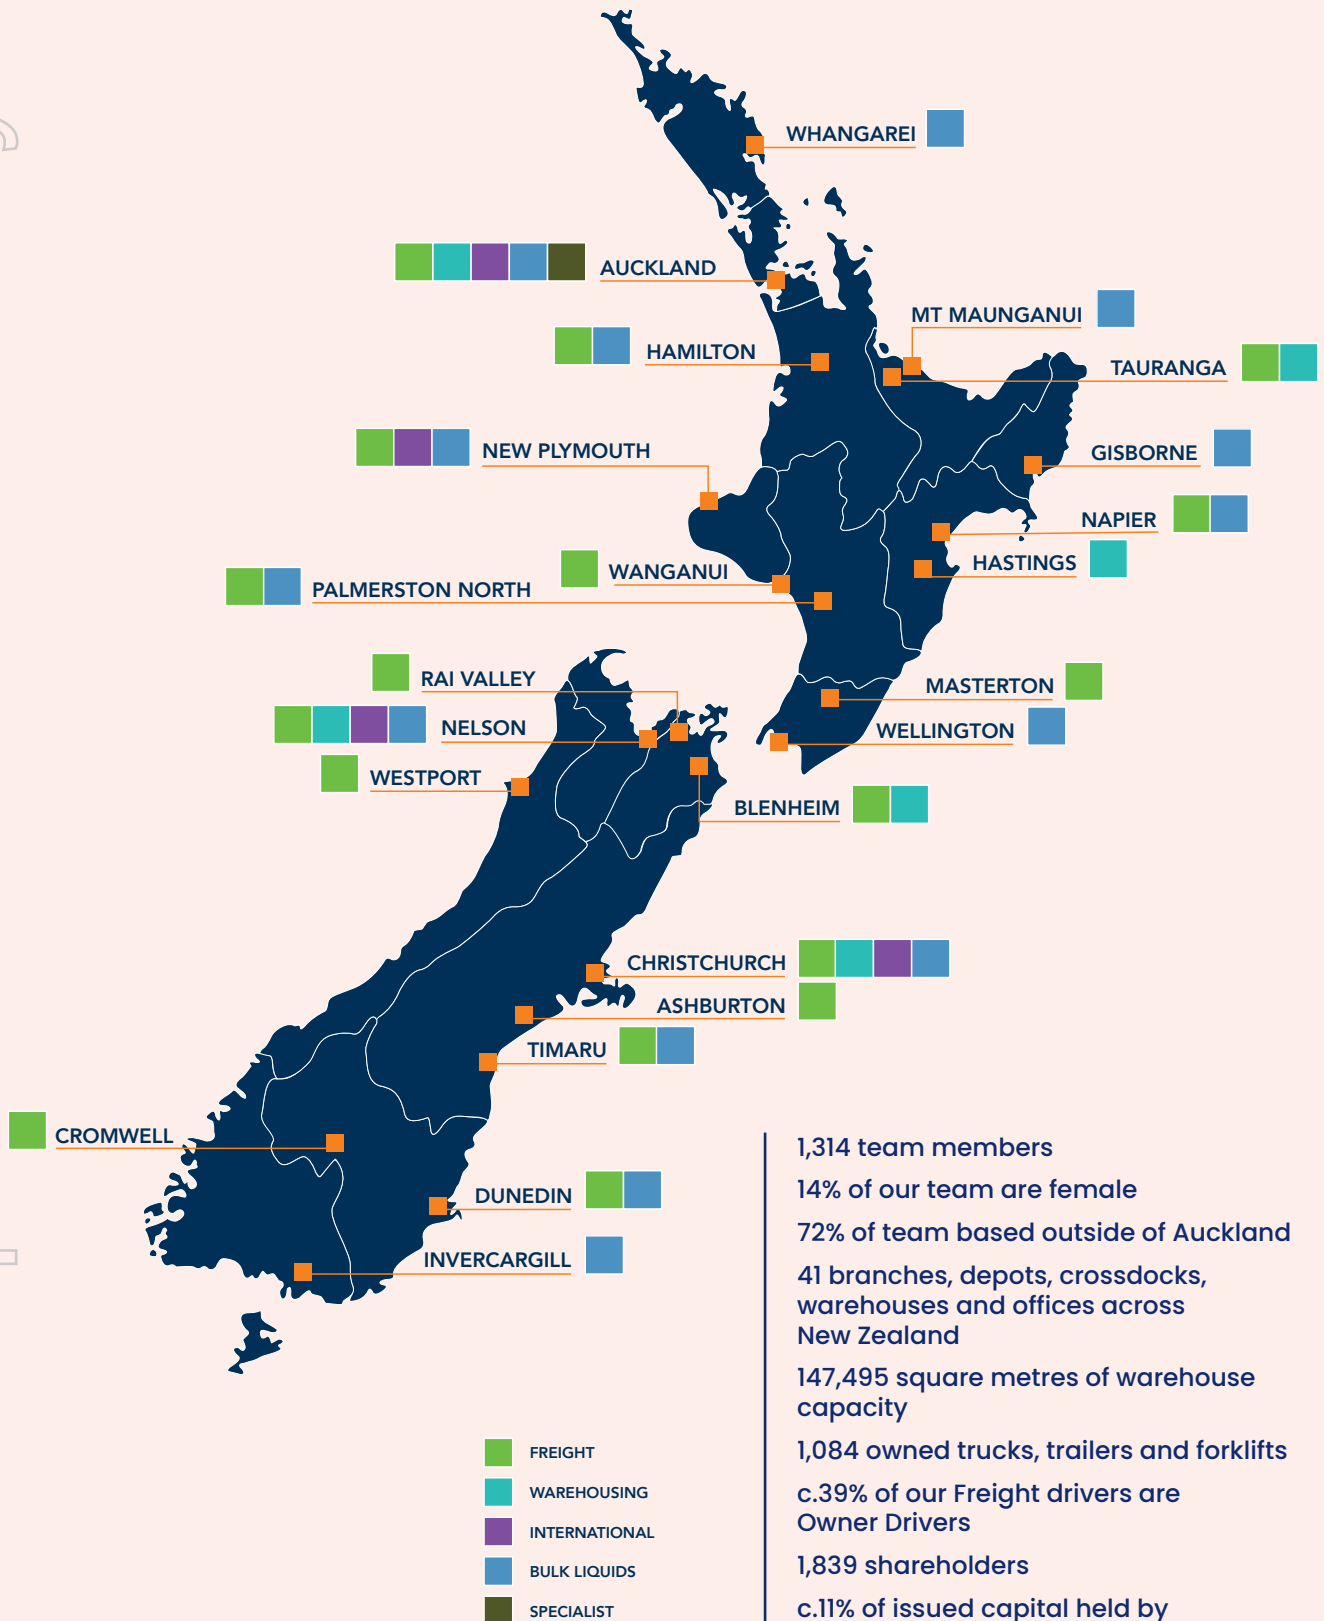 WHANGAREI
AUCKLAND
MT MAUNGANUI
HAMILTON
TAURANGA
NEW PLYMOUTH
GISBORNE
NAPIER
HASTINGS
WANGANUI
PALMERSTON NORTH
RAI VALLEY
MASTERTON
NELSON
WELLINGTON
WESTPORT
BLENHEIM
CHRISTCHURCH
ASHBURTON
TIMARU
CROMWELL
DUNEDIN
INVERCARGILL
FREIGHT
WAREHOUSING
INTERNATIONAL
BULK LIQUIDS
SPECIALIST
1,314 team members
14% of our team are female
72% of team based outside of Auckland
41 branches, depots, crossdocks,
warehouses and offices across
New Zealand
147,495 square metres of warehouse
capacity
1,084 owned trucks, trailers and forklifts
c.39% of our Freight drivers are
Owner Drivers
1,839 shareholders
c.11% of issued capital held by